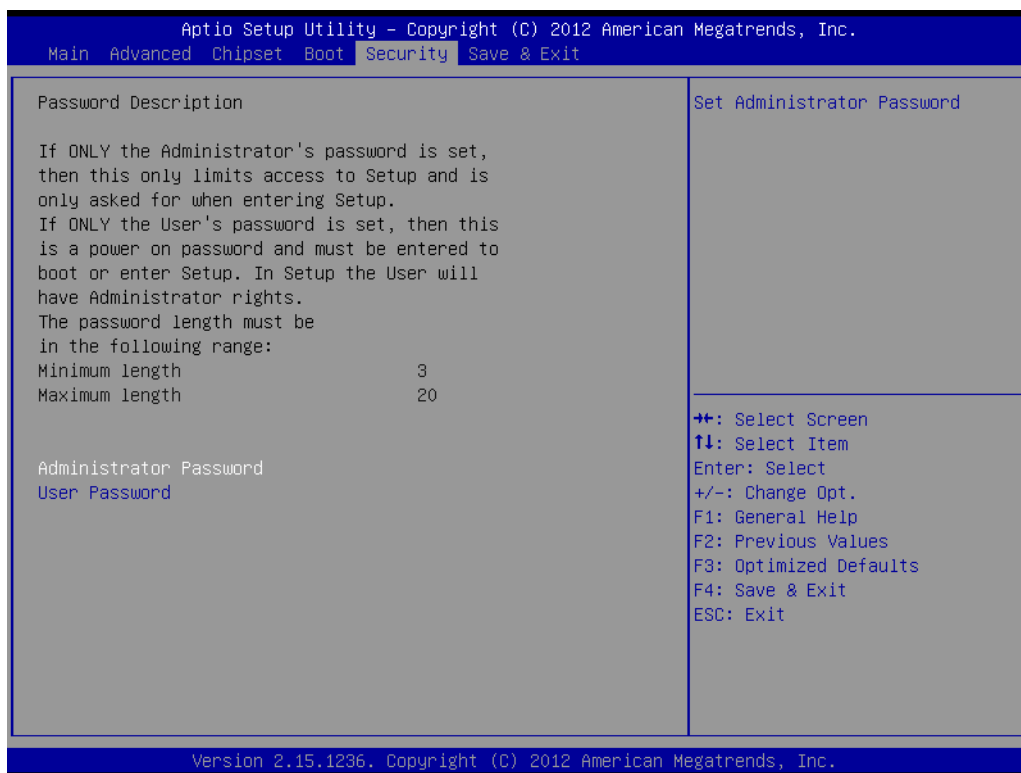 Aptio Setup Utility – Copyright (C) 2012 American Megatrends, Inc.
Main Advanced Chipset Boot Security Save & Exit
Password Description
If ONLY the Administrator's password is set,
then this only limits access to Setup and is
only asked for when entering Setup.
If ONLY the User's password is set, then this
is a power on password and must be entered to
boot or enter Setup. In Setup the User will
have Administrator rights.
The password length must be
in the following range:
Minimum length 3
Maximum length 20
Administrator Password
User Password
Set Administrator Password
→←: Select Screen
↑↓: Select Item
Enter: Select
+/-: Change Opt.
F1: General Help
F2: Previous Values
F3: Optimized Defaults
F4: Save & Exit
ESC: Exit
Version 2.15.1236. Copyright (C) 2012 American Megatrends, Inc.